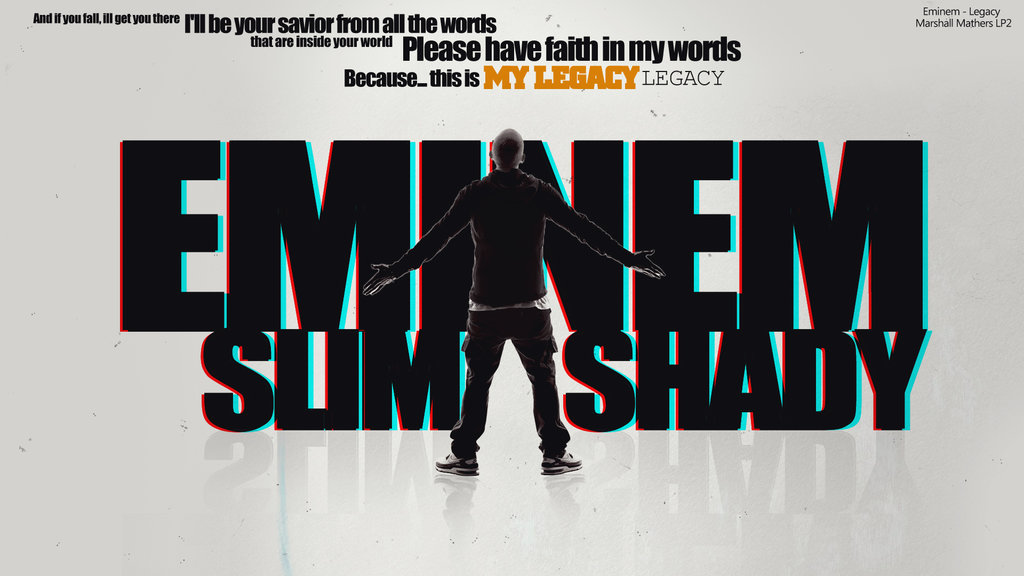 And if you fall, ill get you there I'll be your savior from all the words
that are inside your world Please have faith in my words
Because... this is MY LEGACY LEGACY
Eminem - Legacy
Marshall Mathers LP2
EMINEM
SLIM SHADY